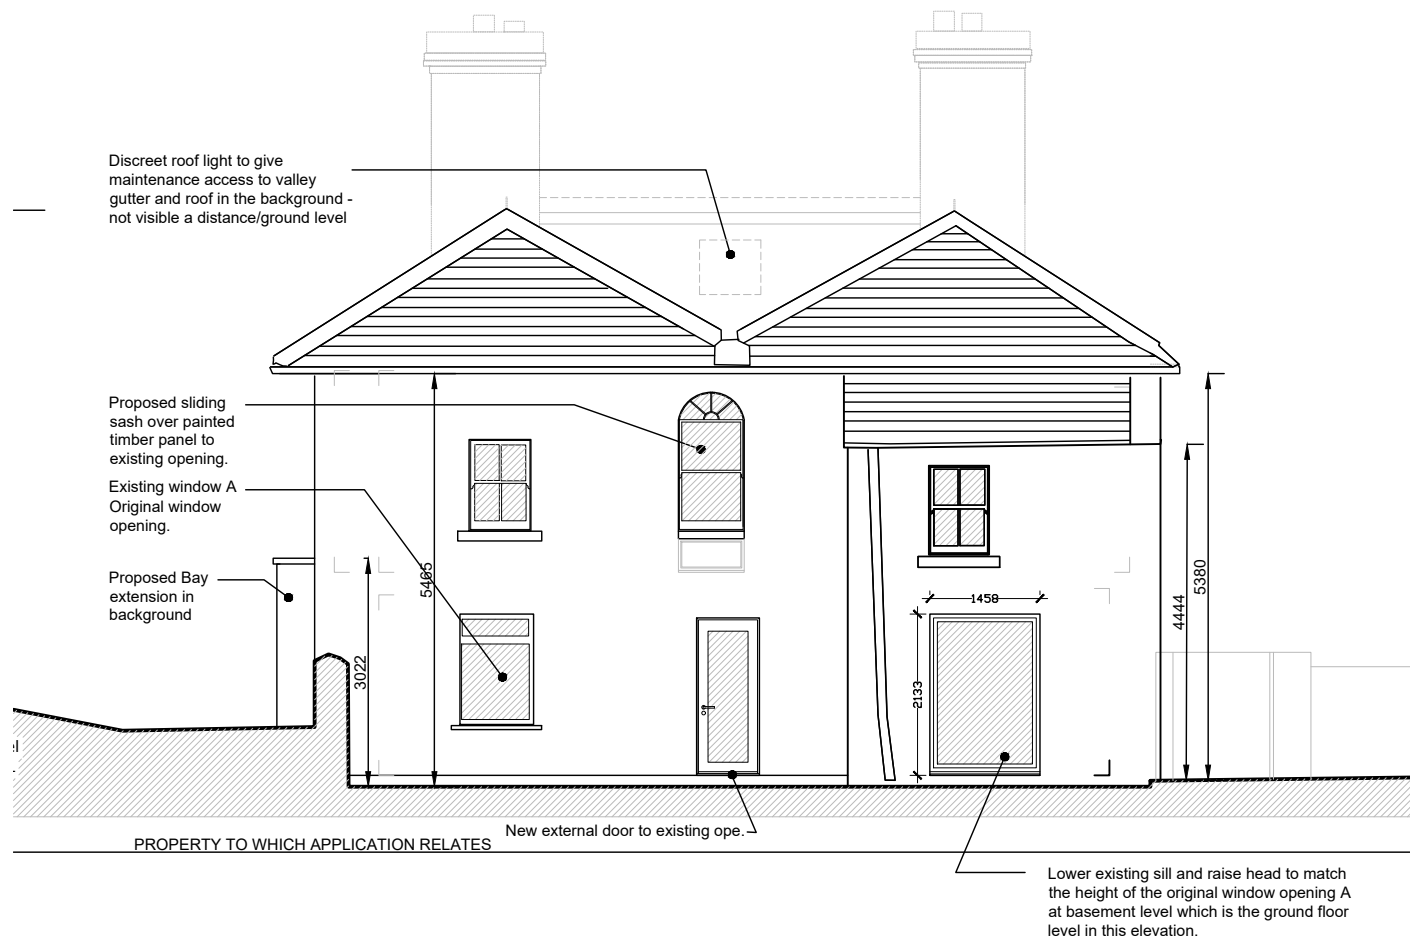 Discreet roof light to give
maintenance access to valley
gutter and roof in the background -
not visible a distance/ground level
Proposed sliding
sash over painted
timber panel to
existing opening.
Existing window A
Original window
opening.
Proposed Bay
extension in
background
5465
3022
1458
2133
4444
5380
New external door to existing ope.
PROPERTY TO WHICH APPLICATION RELATES
Lower existing sill and raise head to match
the height of the original window opening A
at basement level which is the ground floor
level in this elevation.